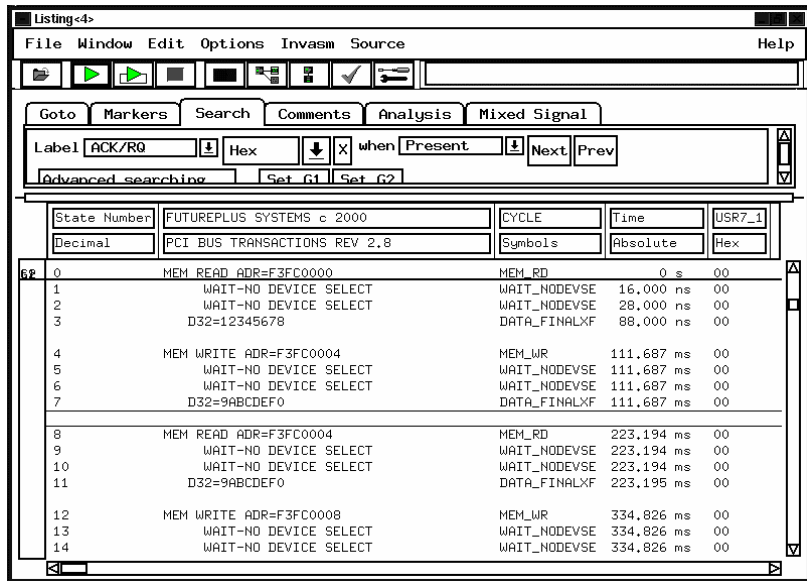 Listing<4>
File Window Edit Options Invasm Source Help
Goto Markers Search Comments Analysis Mixed Signal
Label ACK/RQ Hex X when Present Next Prev
Advanced searching Set G1 Set G2
State Number FUTUREPLUS SYSTEMS c 2000 CYCLE Time USR7_1
Decimal PCI BUS TRANSACTIONS REV 2.8 Symbols Absolute Hex
0 MEM READ ADR=F3FC0000 MEM_RD 0 s 00
1 WAIT-NO DEVICE SELECT WAIT_NODEVSE 16.000 ns 00
2 WAIT-NO DEVICE SELECT WAIT_NODEVSE 28.000 ns 00
3 D32=12345678 DATA_FINALXF 88.000 ns 00
4 MEM WRITE ADR=F3FC0004 MEM_WR 111.687 ms 00
5 WAIT-NO DEVICE SELECT WAIT_NODEVSE 111.687 ms 00
6 WAIT-NO DEVICE SELECT WAIT_NODEVSE 111.687 ms 00
7 D32=9ABCDEF0 DATA_FINALXF 111.687 ms 00
8 MEM READ ADR=F3FC0004 MEM_RD 223.194 ms 00
9 WAIT-NO DEVICE SELECT WAIT_NODEVSE 223.194 ms 00
10 WAIT-NO DEVICE SELECT WAIT_NODEVSE 223.194 ms 00
11 D32=9ABCDEF0 DATA_FINALXF 223.195 ms 00
12 MEM WRITE ADR=F3FC0008 MEM_WR 334.826 ms 00
13 WAIT-NO DEVICE SELECT WAIT_NODEVSE 334.826 ms 00
14 WAIT-NO DEVICE SELECT WAIT_NODEVSE 334.826 ms 00